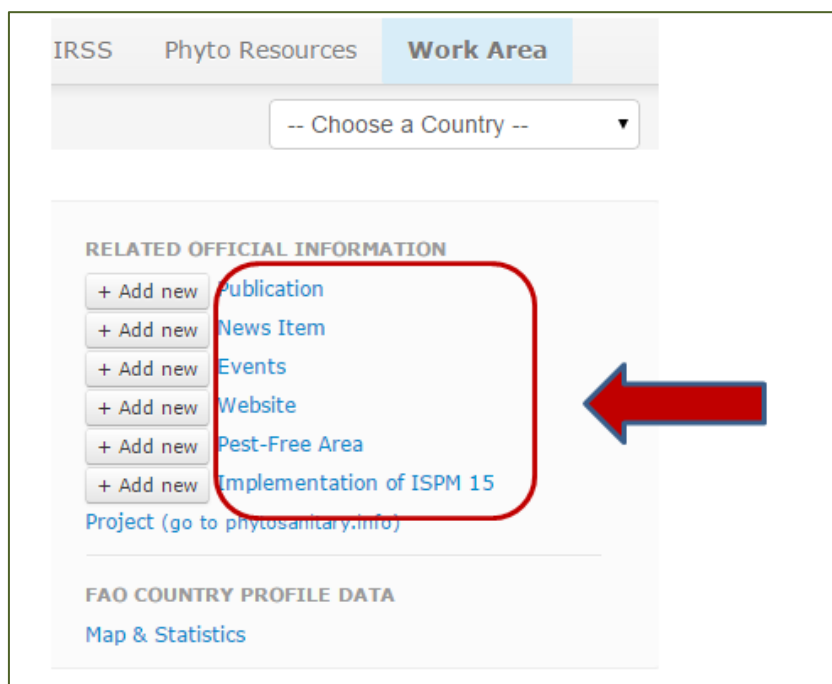 IRSS Phyto Resources Work Area
-- Choose a Country --
RELATED OFFICIAL INFORMATION
+ Add new Publication
+ Add new News Item
+ Add new Events
+ Add new Website
+ Add new Pest-Free Area
+ Add new Implementation of ISPM 15
Project (go to phytosanitary.info)
FAO COUNTRY PROFILE DATA
Map & Statistics